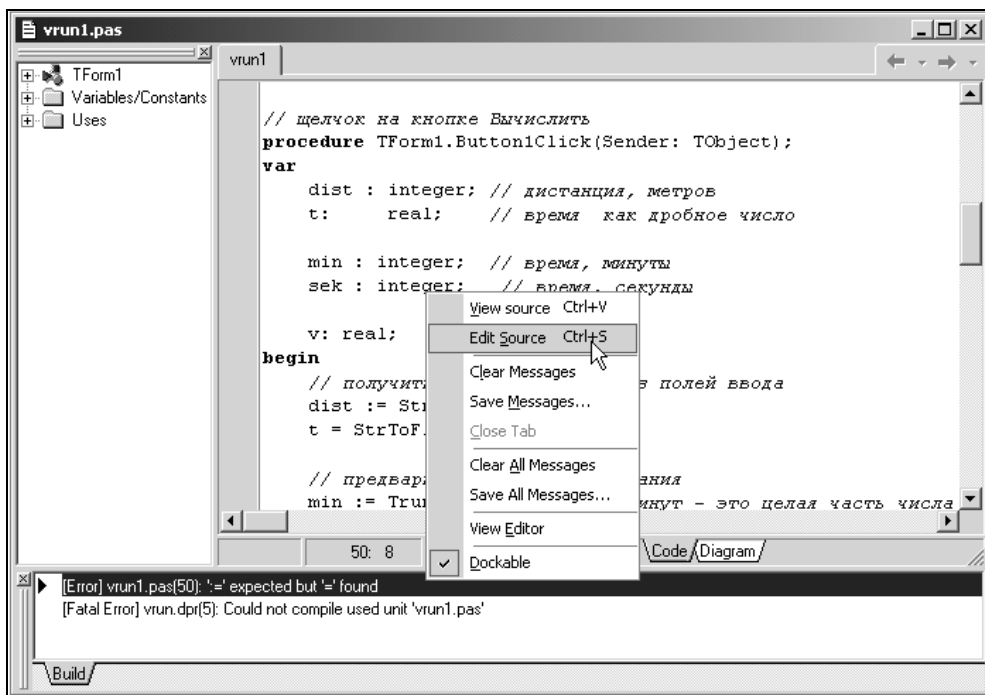 vrun1.pas
TForm1
Variables/Constants
Uses
vrun1
// щелчок на кнопке Вычислить
procedure TForm1.Button1Click(Sender: TObject);
var
dist : integer; // дистанция, метров
t: real; // время как дробное число
min : integer; // время, минуты
sek : integer; // время, секунды
v: real;
begin
// получить
в полей ввода
dist := Str
t = StrToF
// предвари
ания
min := Trun
инут - это целая часть числа
View source Ctrl+V
Edit Source Ctrl+S
Clear Messages
Save Messages...
Close Tab
Clear All Messages
Save All Messages...
View Editor
Dockable
50: 8
Code Diagram
[Error] vrun1.pas(50): ':=' expected but '=' found
[Fatal Error] vrun.dpr(5): Could not compile used unit 'vrun1.pas'
Build